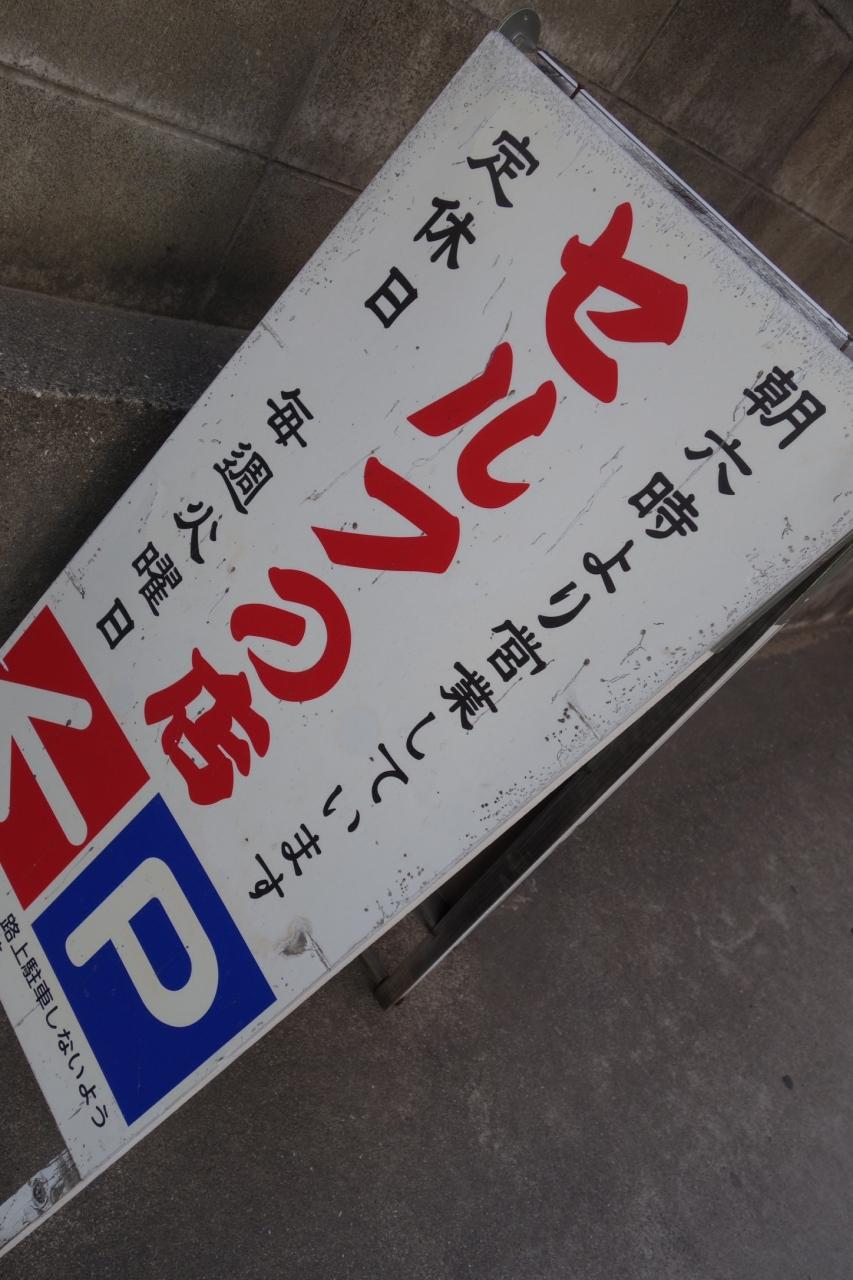 朝六時より営業しています
セルフの店
定休日 毎週火曜日
P
路上駐車しないよう